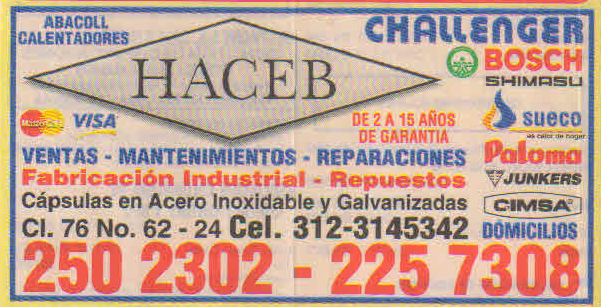 ABACOLL
CALENTADORES
HACEB
CHALLENGER
BOSCH
SHIMASU
MasterCard
VISA
DE 2 A 15 AÑOS
DE GARANTIA
sueco
es calor de hogar
VENTAS - MANTENIMIENTOS - REPARACIONES
Paloma
Fabricación Industrial - Repuestos
JUNKERS
Cápsulas en Acero Inoxidable y Galvanizadas
CIMSA
Cl. 76 No. 62 - 24 Cel. 312-3145342
DOMICILIOS
250 2302 - 225 7308